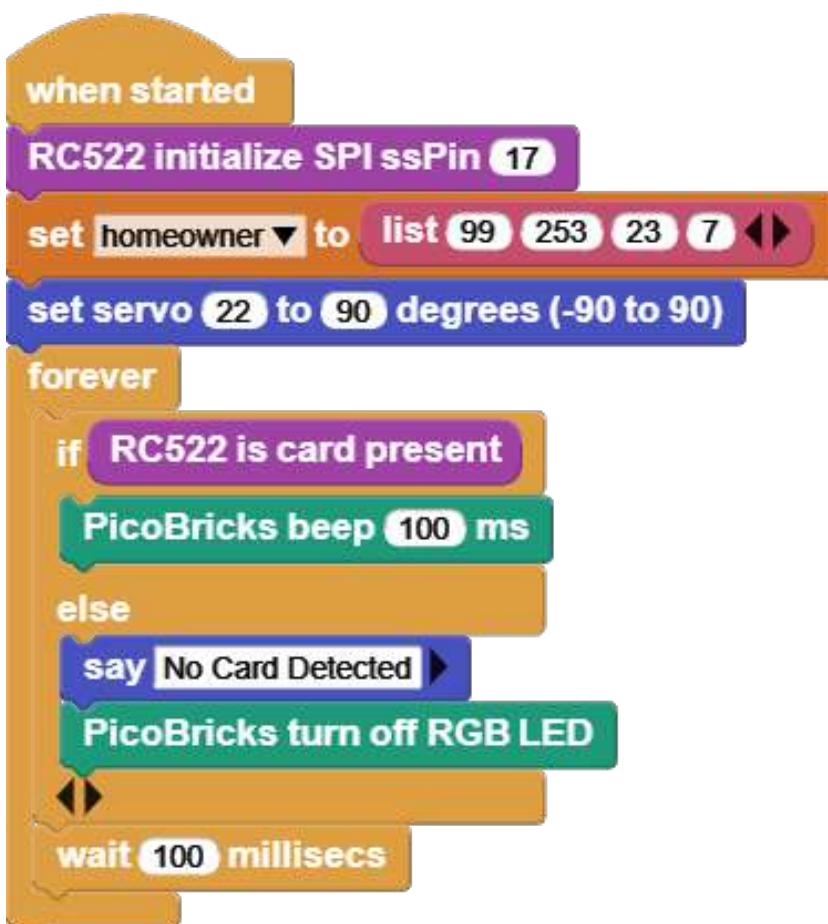 when started
RC522 initialize SPI ssPin 17
set homeowner to list 99 253 23 7
set servo 22 to 90 degrees (-90 to 90)
forever
if RC522 is card present
PicoBricks beep 100 ms
else
say No Card Detected
PicoBricks turn off RGB LED
wait 100 millisecs